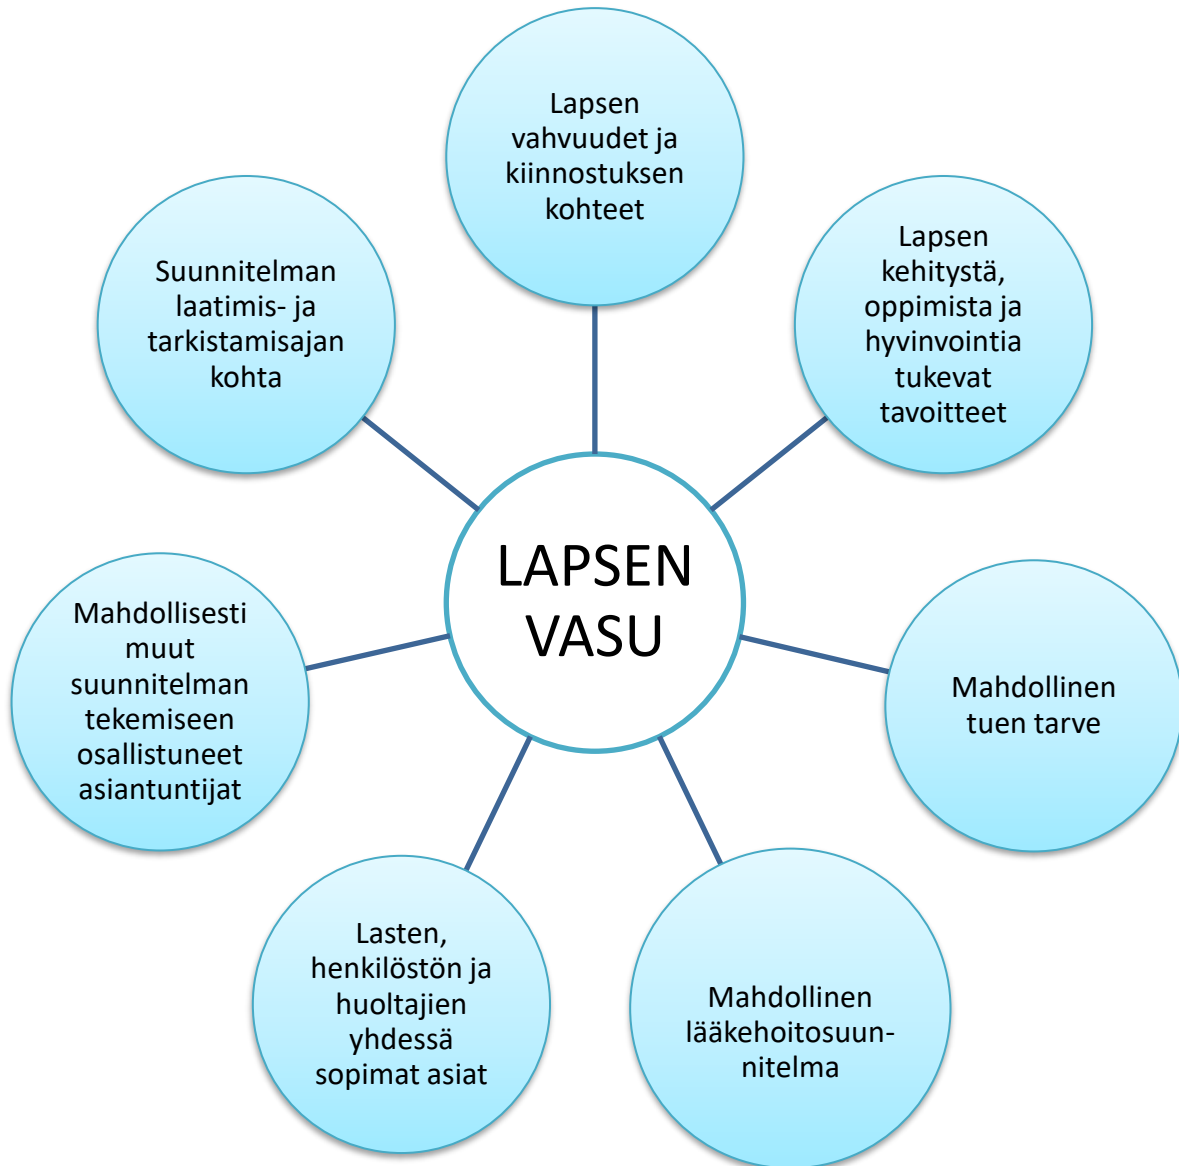 Lapsen
vahvuudet ja
kiinnostuksen
kohteet
Lapsen
kehitystä,
oppimista ja
hyvinvointia
tukevat
tavoitteet
Mahdollinen
tuen tarve
Mahdollinen
lääkehoitosuun-
nitelma
Lasten,
henkilöstön ja
huoltajien
yhdessä
sopimat asiat
Mahdollisesti
muut
suunnitelman
tekemiseen
osallistuneet
asiantuntijat
Suunnitelman
laatimis- ja
tarkistamisajan
kohta
LAPSEN
VASU